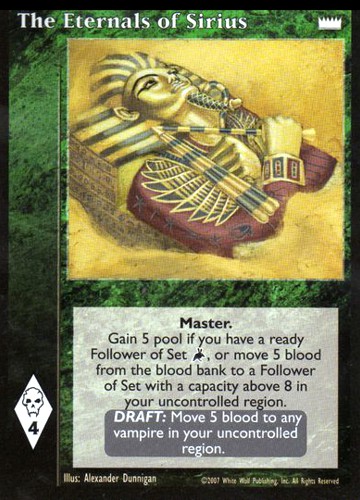 The Eternals of Sirius
Master.
Gain 5 pool if you have a ready
Follower of Set , or move 5 blood
from the blood bank to a Follower
of Set with a capacity above 8 in
your uncontrolled region.
DRAFT: Move 5 blood to any
vampire in your uncontrolled
region.
4
Illus: Alexander Dunnigan
©2007 White Wolf Publishing, Inc. All Rights Reserved